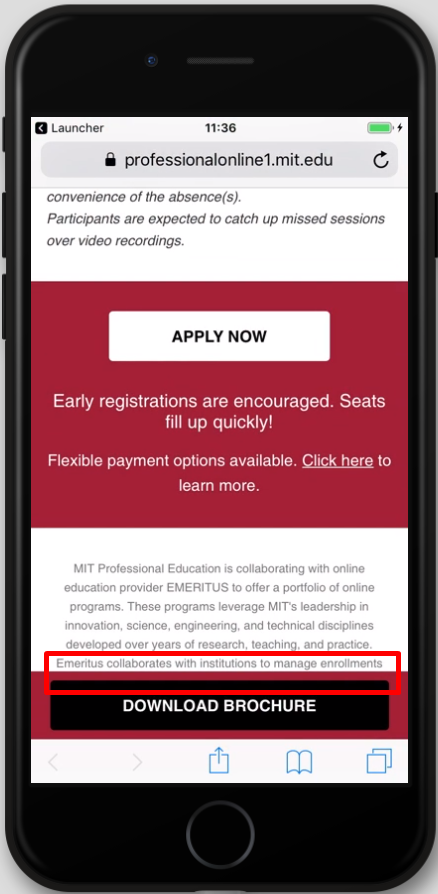 Launcher
11:36
professionalonline1.mit.edu
convenience of the absence(s).
Participants are expected to catch up missed sessions
over video recordings.
APPLY NOW
Early registrations are encouraged. Seats
fill up quickly!
Flexible payment options available. Click here to
learn more.
MIT Professional Education is collaborating with online
education provider EMERITUS to offer a portfolio of online
programs. These programs leverage MIT's leadership in
innovation, science, engineering, and technical disciplines
developed over years of research, teaching, and practice.
Emeritus collaborates with institutions to manage enrollments
DOWNLOAD BROCHURE